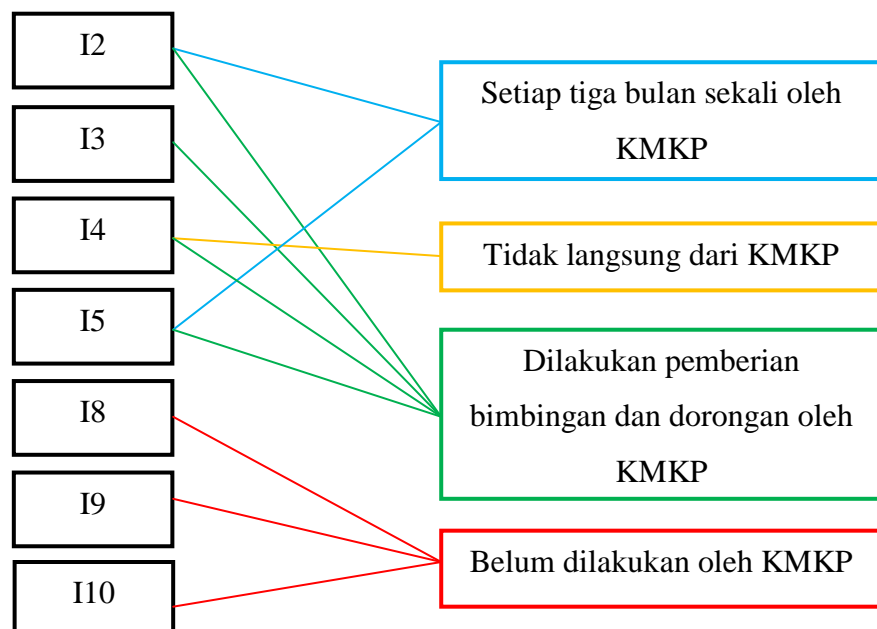 I2
I3
I4
I5
I8
I9
I10
Setiap tiga bulan sekali oleh
KMKP
Tidak langsung dari KMKP
Dilakukan pemberian
bimbingan dan dorongan oleh
KMKP
Belum dilakukan oleh KMKP